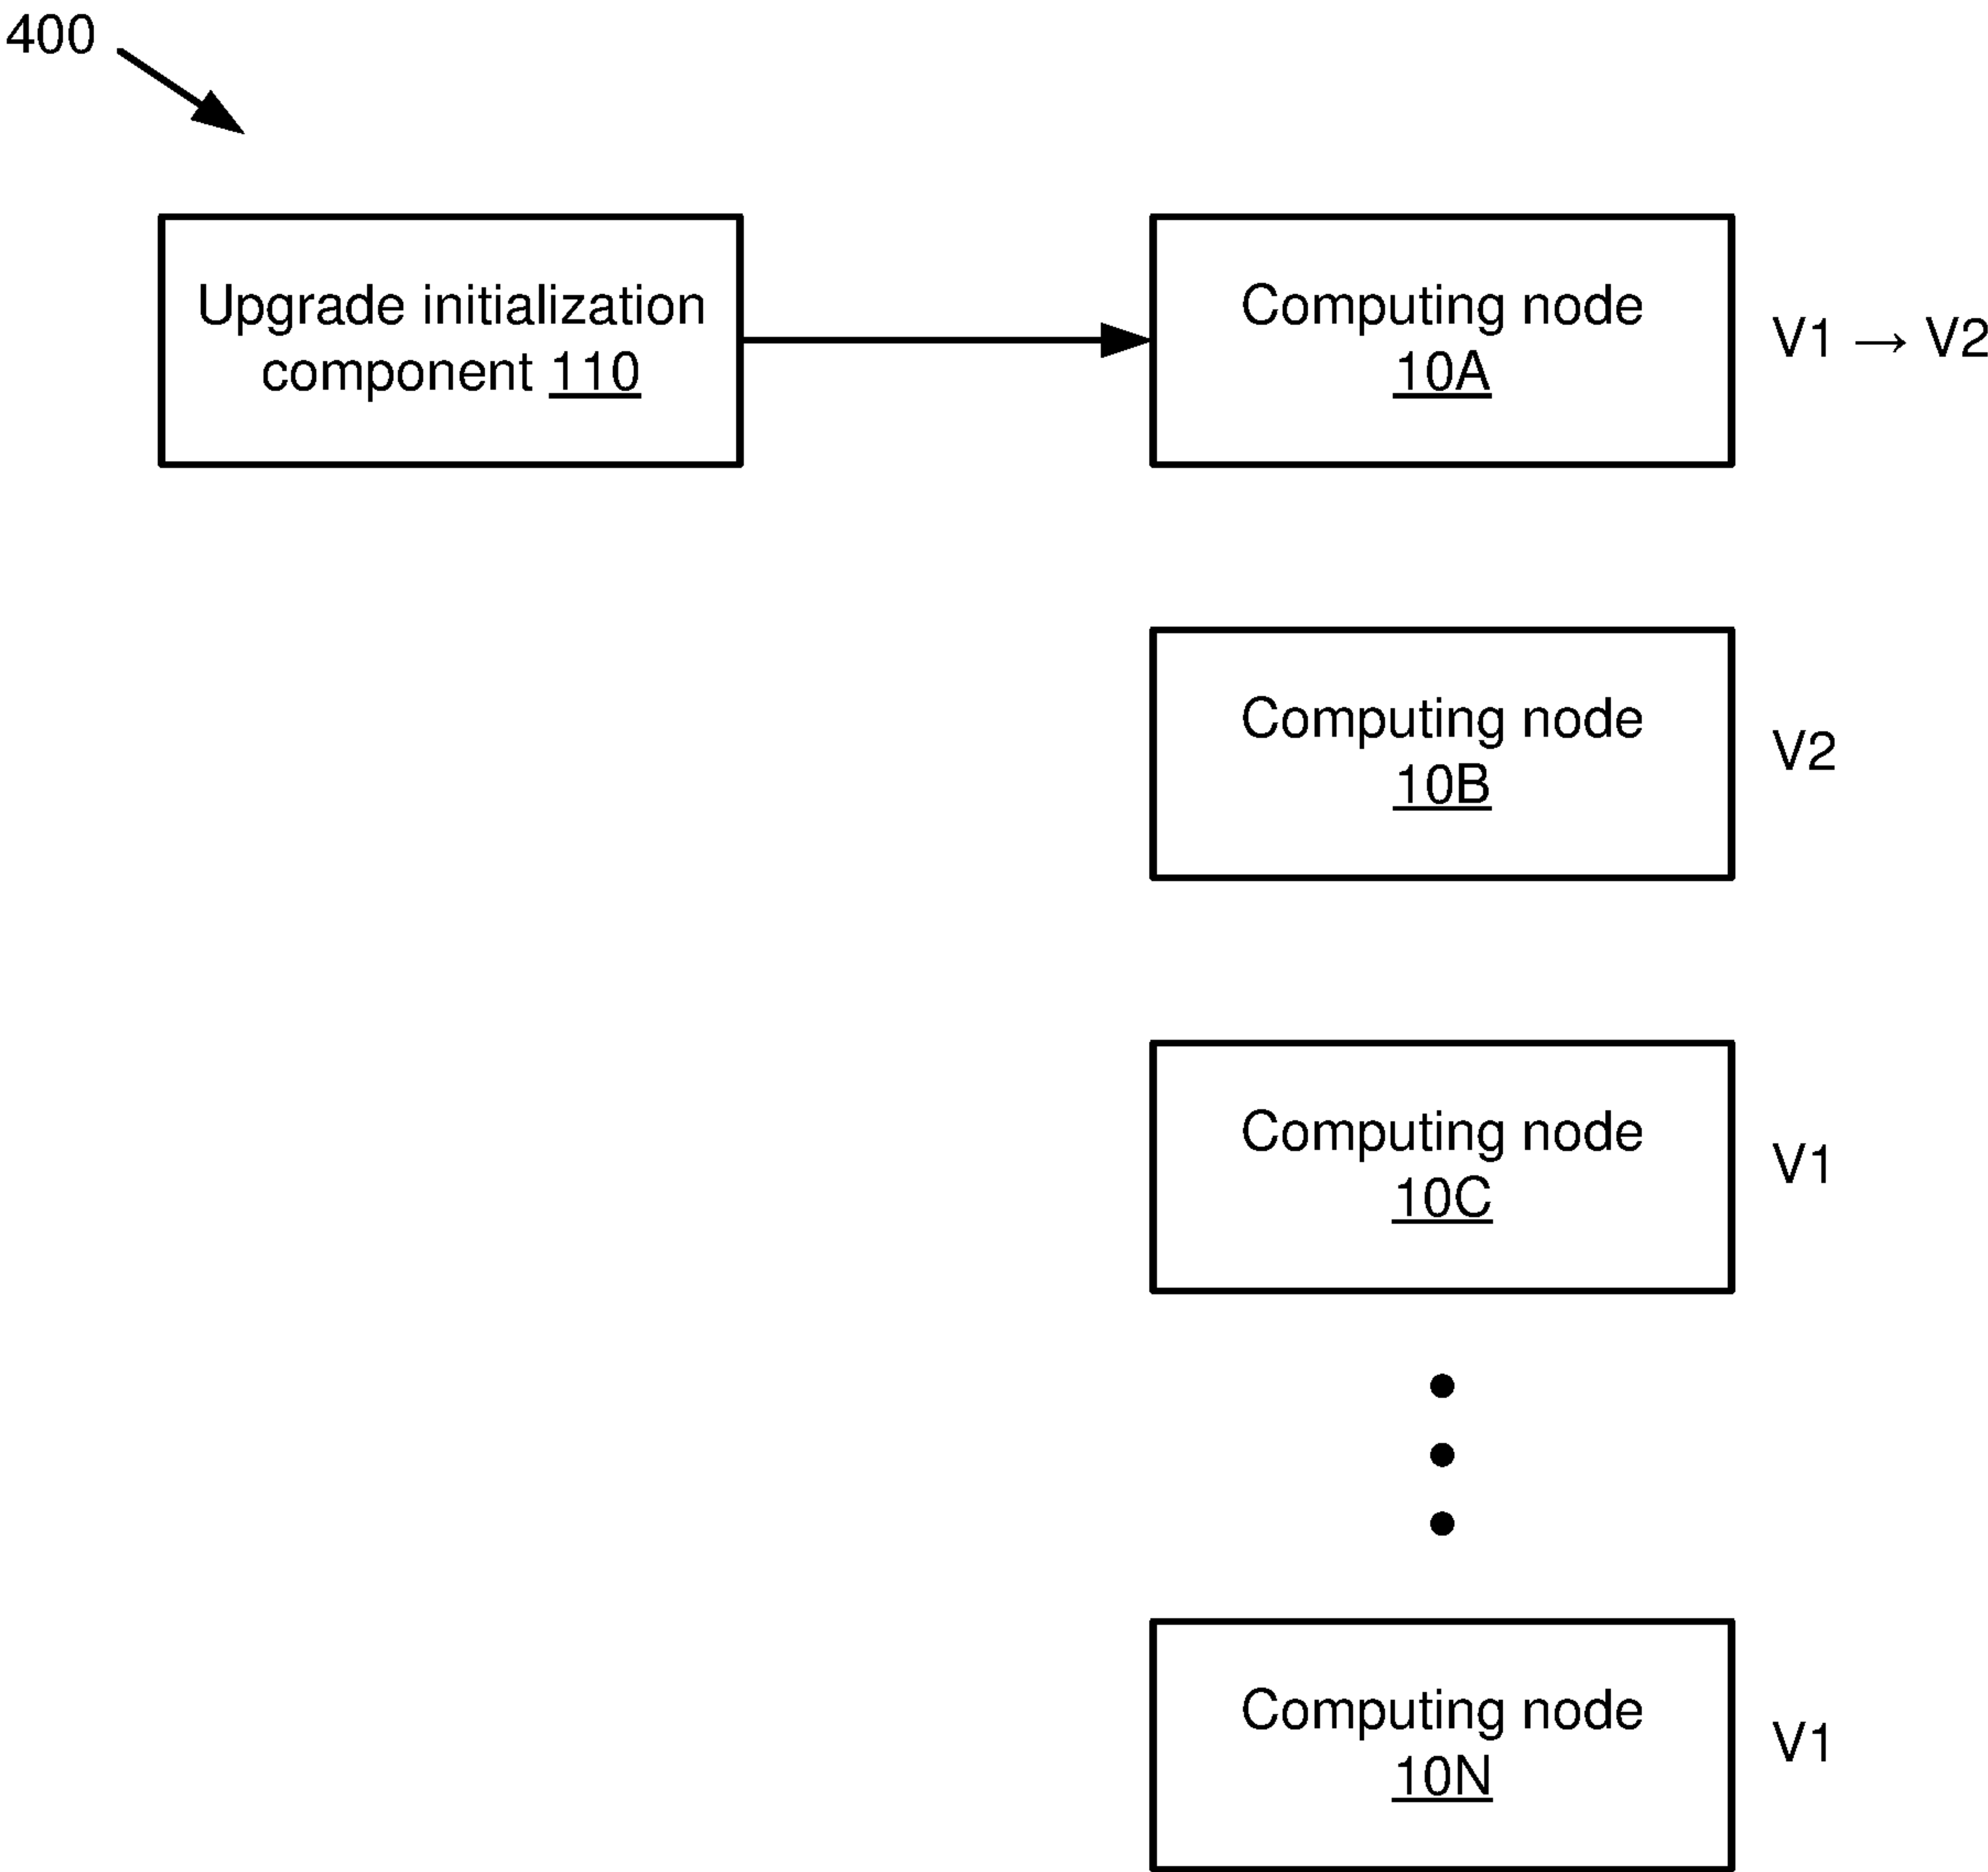 400
Upgrade initialization
component 110
Computing node
10A
V1 → V2
Computing node
10B
V2
Computing node
10C
V1
Computing node
10N
V1